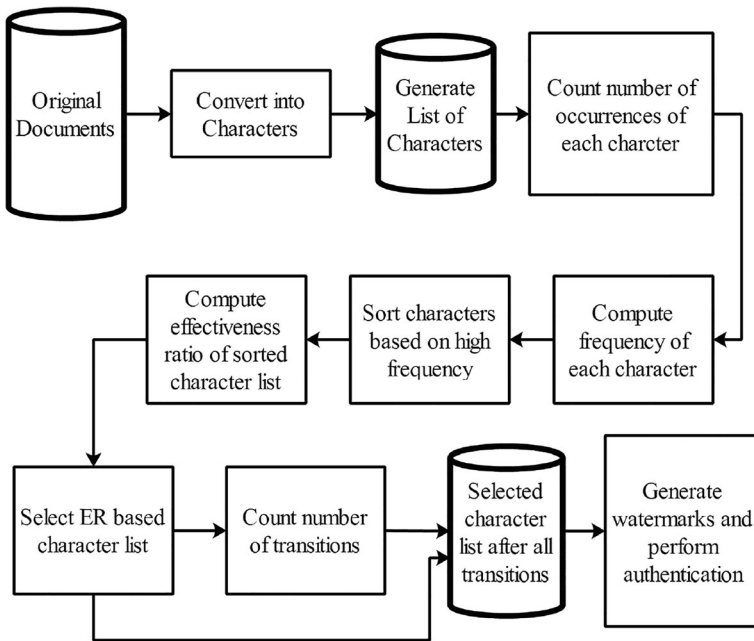 Original
Documents
Convert into
Characters
Generate
List of
Characters
Count number of
occurrences of
each charcter
Compute
effectiveness
ratio of sorted
character list
Sort characters
based on high
frequency
Compute
frequency of
each character
Select ER based
character list
Count number
of transitions
Selected
character
list after all
transitions
Generate
watermarks and
perform
authentication